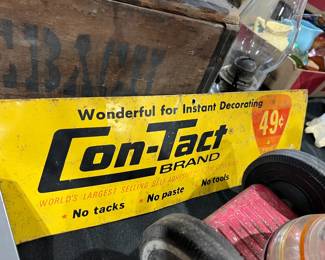 Wonderful for Instant Decorating
49¢
Con-Tact®
BRAND
WORLD'S LARGEST SELLING SELF ADHESIVE
• No tacks • No paste No tools